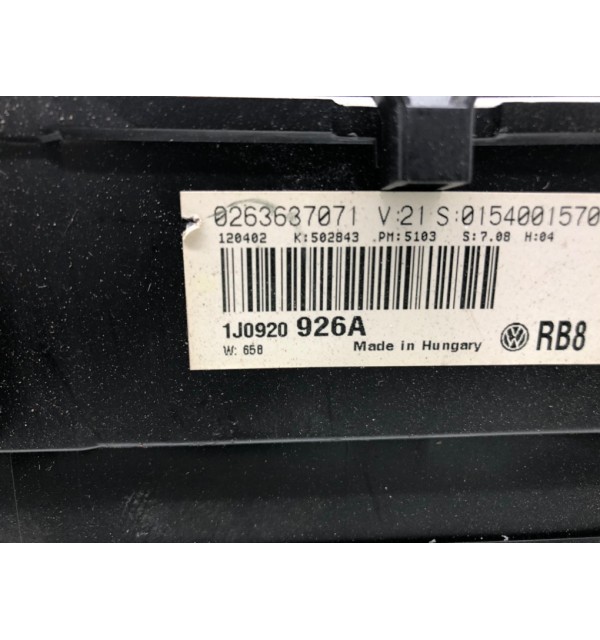 0263637071 V:21 S:0154001570
120402 K:502843 PM:5103 S:7.08 H:04
1J0920 926A
W: 658 Made in Hungary RB8